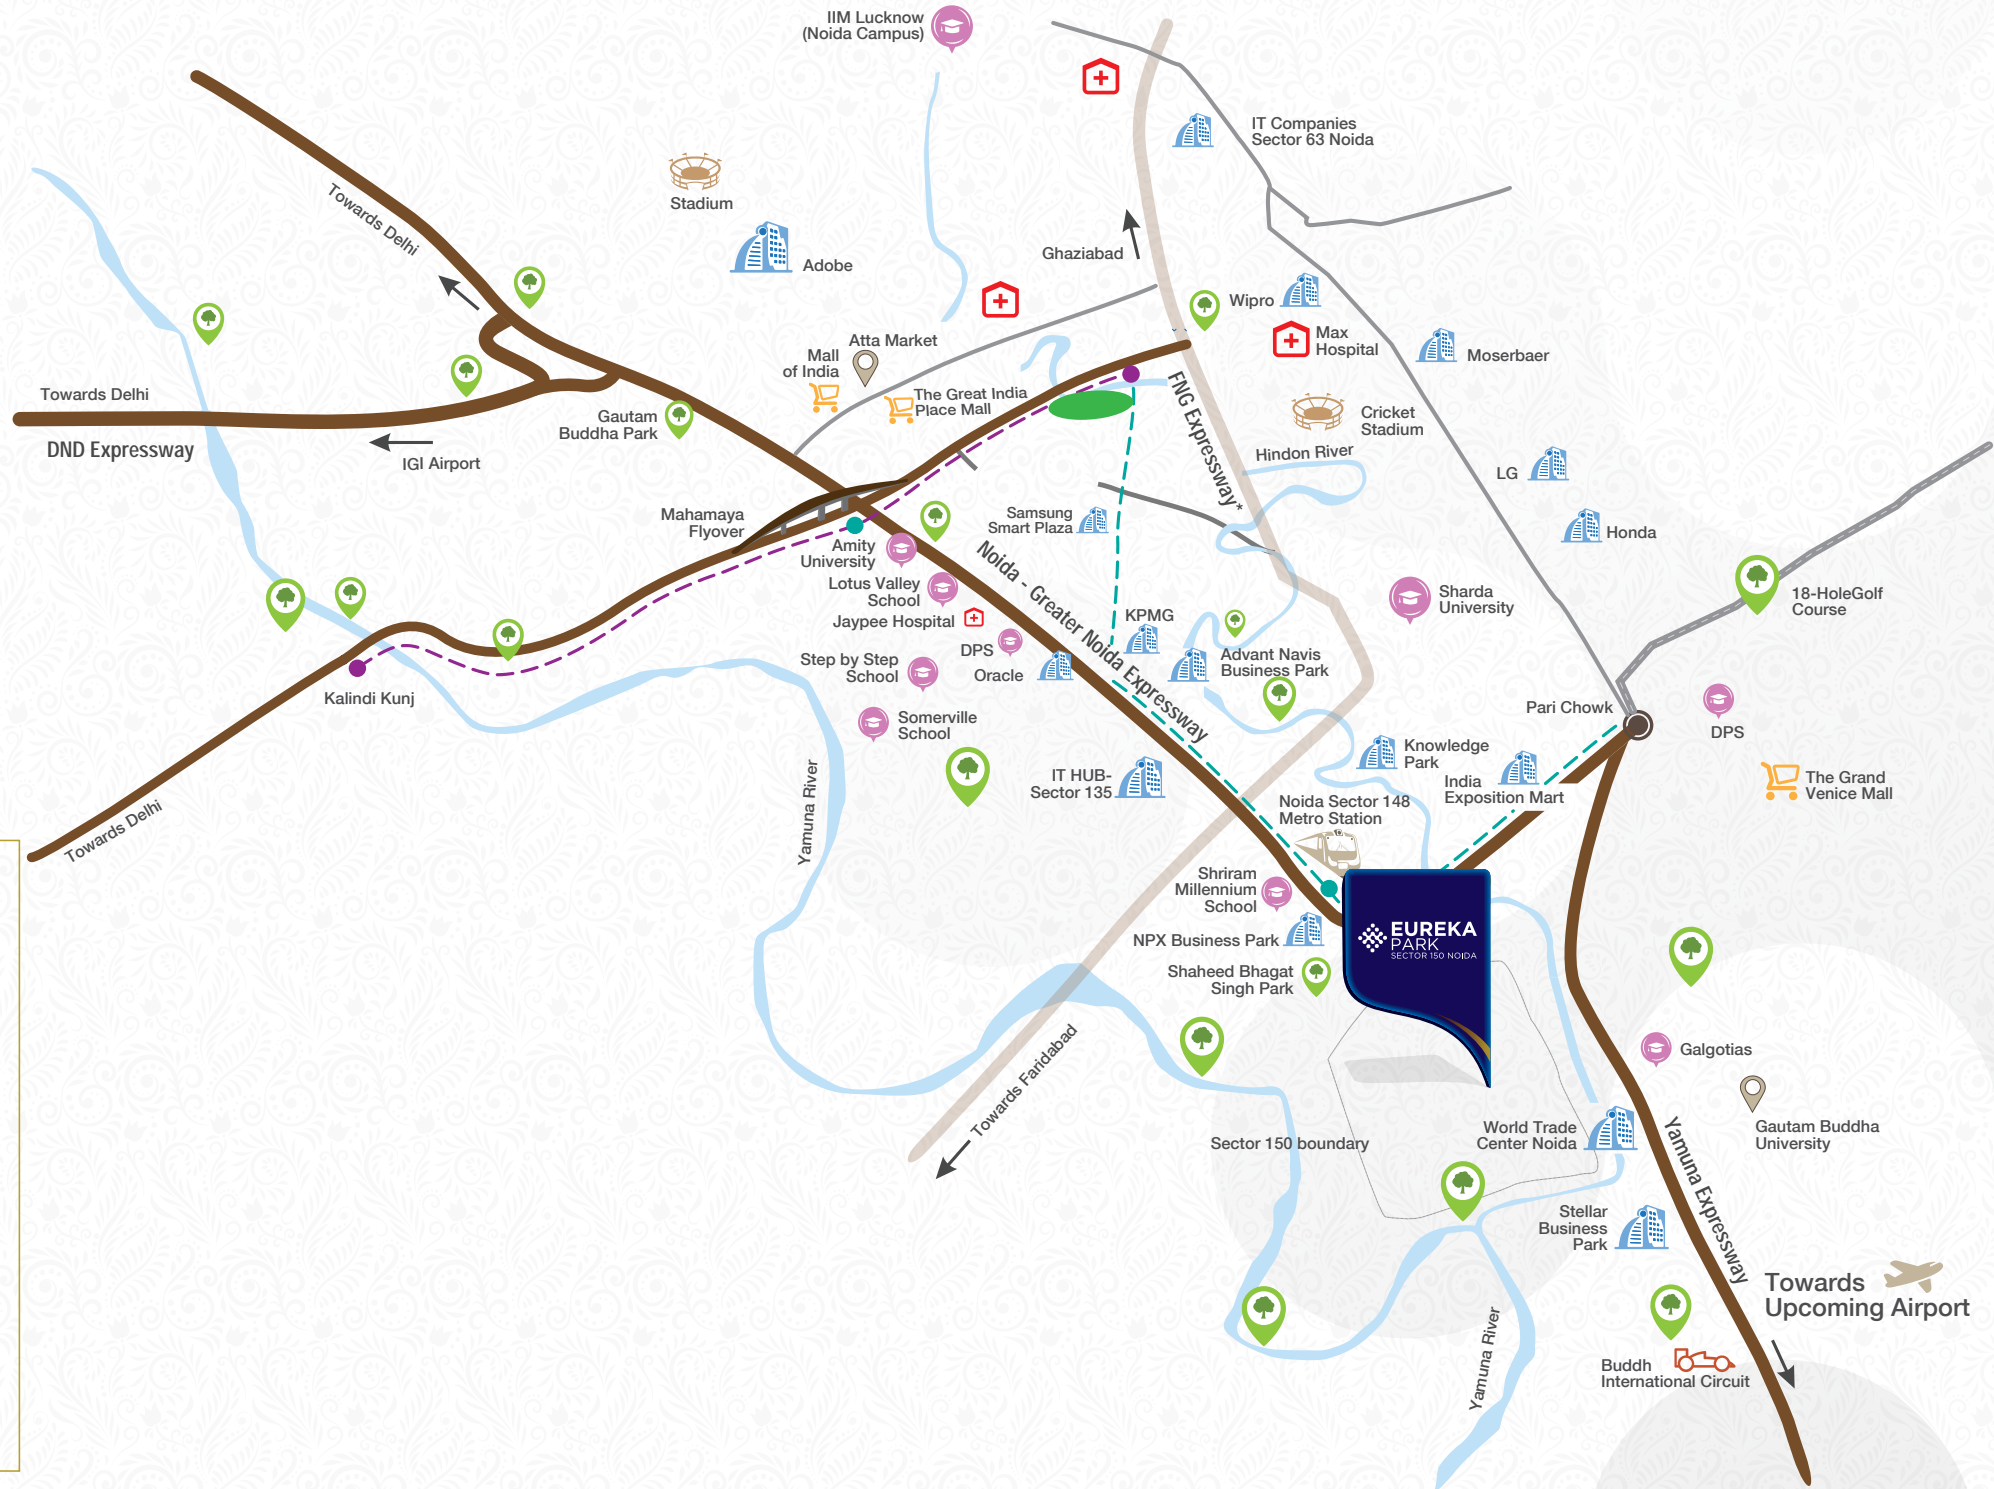 IIM Lucknow
(Noida Campus)
IT Companies
Sector 63 Noida
Towards Delhi
Stadium
Adobe
Ghaziabad
Wipro
Max
Hospital
Moserbaer
Atta Market
Mall
of India
The Great India
Place Mall
Towards Delhi
DND Expressway
IGI Airport
Gautam
Buddha Park
FNG Expressway*
Cricket
Stadium
Hindon River
LG
Honda
Mahamaya
Flyover
Samsung
Smart Plaza
Amity
University
Lotus Valley
School
Jaypee Hospital
DPS
Oracle
Step by Step
School
Somerville
School
Noida - Greater Noida Expressway
KPMG
Advant Navis
Business Park
Sharda
University
18-HoleGolf
Course
Kalindi Kunj
Pari Chowk
DPS
Knowledge
Park
India
Exposition Mart
The Grand
Venice Mall
IT HUB-
Sector 135
Yamuna River
Towards Delhi
Noida Sector 148
Metro Station
Shriram
Millennium
School
NPX Business Park
Shaheed Bhagat
Singh Park
EUREKA
PARK
SECTOR 150 NOIDA
Towards Faridabad
Galgotias
Gautam Buddha
University
World Trade
Center Noida
Sector 150 boundary
Yamuna Expressway
Stellar
Business
Park
Towards
Upcoming Airport
Yamuna River
Buddh
International Circuit